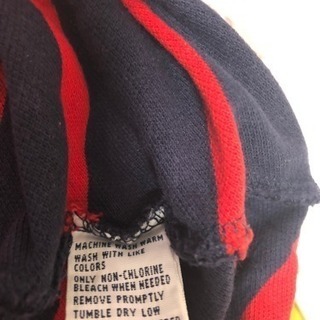 MACHINE WASH WARM
WASH WITH LIKE
COLORS
ONLY NON-CHLORINE
BLEACH WHEN NEEDED
REMOVE PROMPTLY
TUMBLE DRY LOW